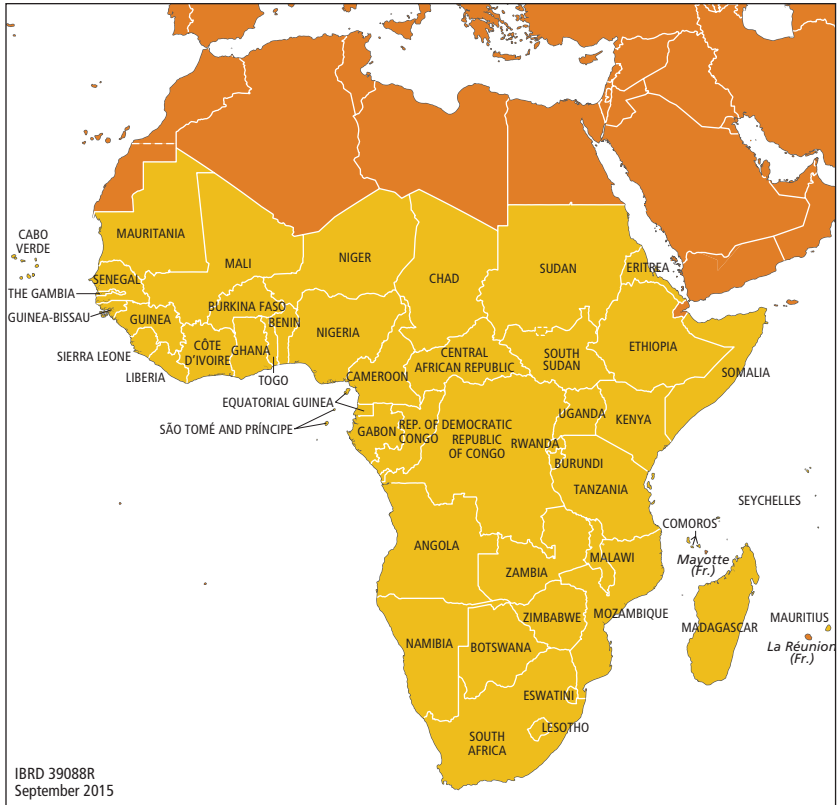 CABO
VERDE
MAURITANIA
MALI
NIGER
CHAD
SUDAN
ERITREA
SENEGAL
THE GAMBIA
GUINEA-BISSAU
GUINEA
BURKINA FASO
BENIN
NIGERIA
ETHIOPIA
SIERRA LEONE
CÔTE
D'IVOIRE
GHANA
LIBERIA
TOGO
CAMEROON
CENTRAL
AFRICAN REPUBLIC
SOUTH
SUDAN
SOMALIA
EQUATORIAL GUINEA
SÃO TOMÉ AND PRÍNCIPE
GABON
REP. OF
CONGO
DEMOCRATIC
REPUBLIC
OF CONGO
UGANDA
KENYA
RWANDA
BURUNDI
TANZANIA
SEYCHELLES
COMOROS
Mayotte
(Fr.)
ANGOLA
ZAMBIA
MALAWI
MOZAMBIQUE
ZIMBABWE
MADAGASCAR
MAURITIUS
La Réunion
(Fr.)
NAMIBIA
BOTSWANA
ESWATINI
LESOTHO
SOUTH
AFRICA
IBRD 39088R
September 2015